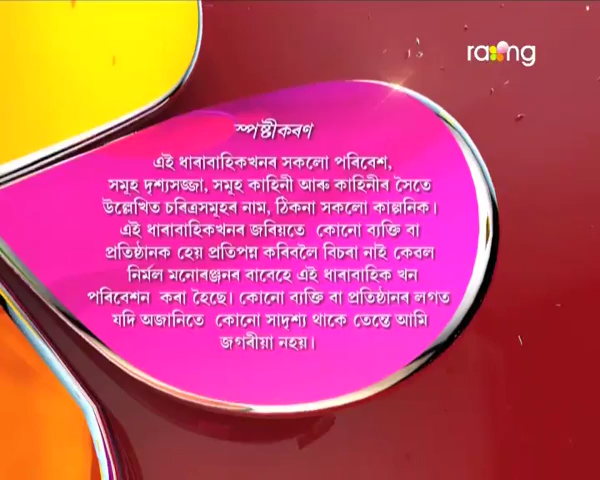 rang
স্পষ্টীকৰণ
এই ধাৰাবাহিকখনৰ সকলো পৰিবেশ,
সমূহ দৃশ্যসজ্জা, সমূহ কাহিনী আৰু কাহিনীৰ সৈতে
উল্লেখিত চৰিত্ৰসমূহৰ নাম, ঠিকনা সকলো কাল্পনিক।
এই ধাৰাবাহিকখনৰ জৰিয়তে কোনো ব্যক্তি বা
প্ৰতিষ্ঠানক হেয় প্ৰতিপন্ন কৰিবলৈ বিচৰা নাই কেৱল
নিৰ্মল মনোৰঞ্জনৰ বাবেহে এই ধাৰাবাহিক খন
পৰিবেশন কৰা হৈছে। কোনো ব্যক্তি বা প্ৰতিষ্ঠানৰ লগত
যদি অজানিতে কোনো সাদৃশ্য থাকে তেন্তে আমি
জগৰীয়া নহয়।